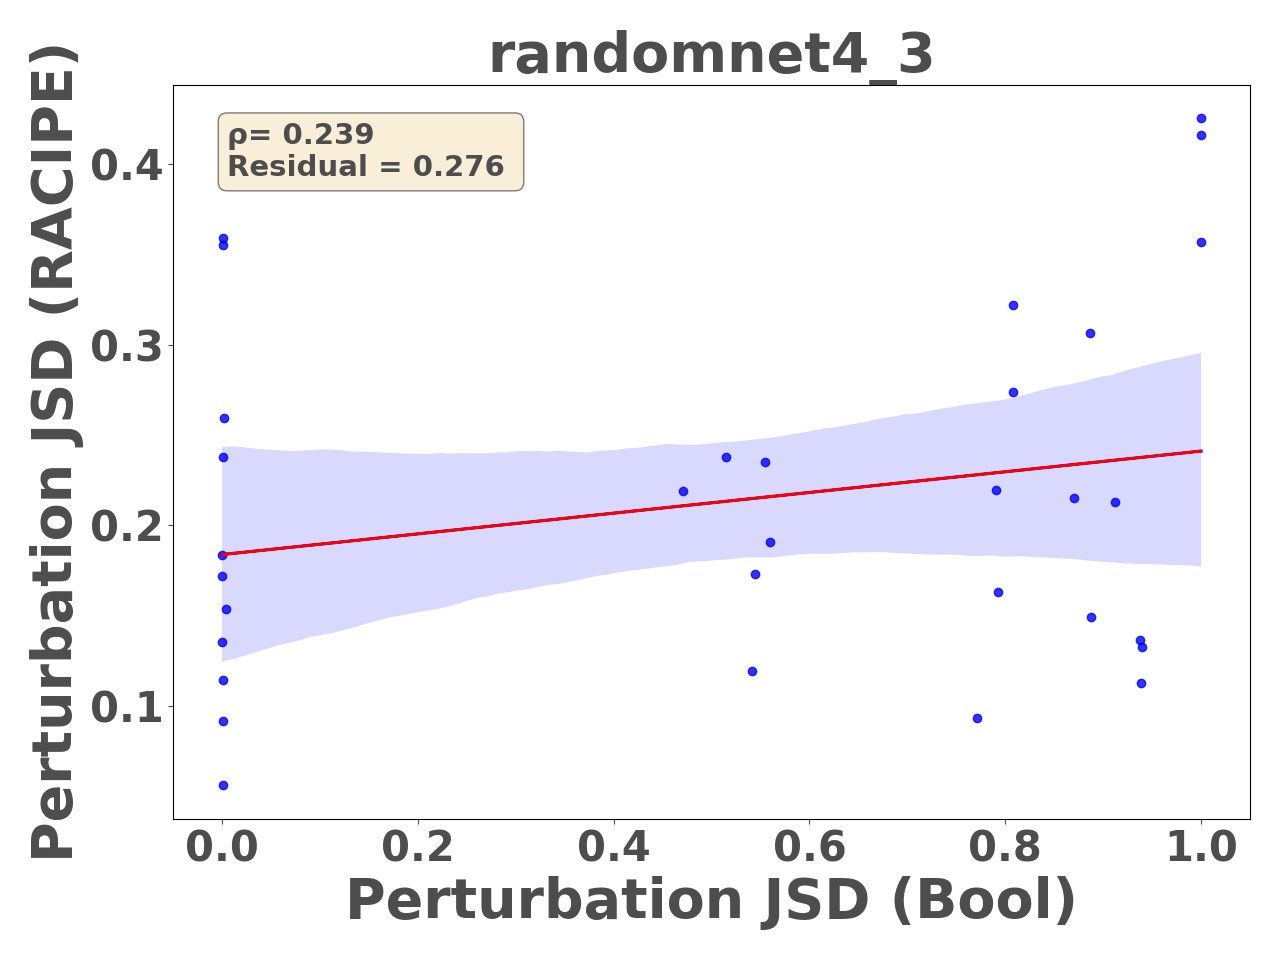 randomnet4_3
ρ= 0.239
Residual = 0.276
Perturbation JSD (RACIPE)
0.4
0.3
0.2
0.1
0.0 0.2 0.4 0.6 0.8 1.0
Perturbation JSD (Bool)